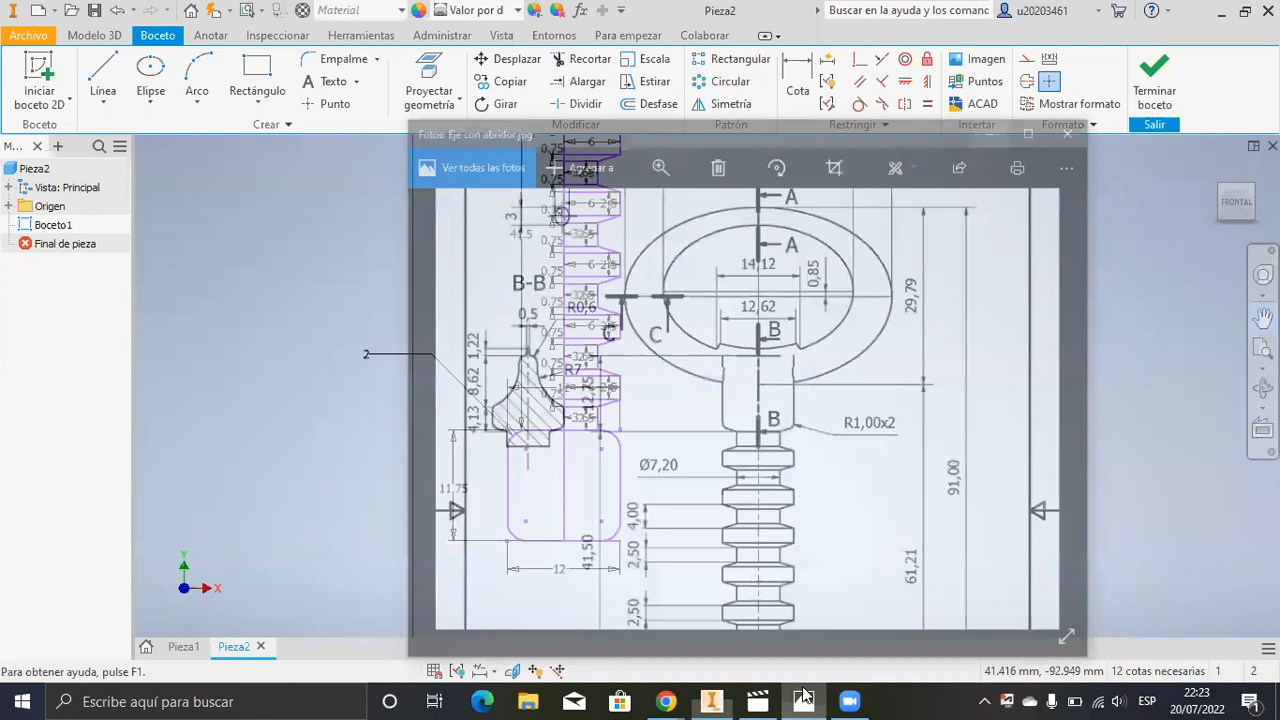 Material
Valor por d
Pieza2
Buscar en la ayuda y los comanc
u20203461
Archivo Modelo 3D Boceto Anotar Inspeccionar Herramientas Administrar Vista Entornos Para empezar Colaborar
Iniciar
boceto 2D
Boceto
Línea
Elipse
Arco
Rectángulo
Empalme
Texto
Punto
Crear
Proyectar
geometría
Desplazar
Copiar
Girar
Recortar
Alargar
Dividir
Escala
Estirar
Desfase
Modificar
Rectangular
Circular
Simetría
Patrón
Cota
Restringir
Imagen
Puntos
ACAD
Insertar
Mostrar formato
Formato
Terminar
boceto
Salir
M...
Pieza2
Vista: Principal
Origen
Boceto1
Final de pieza
Fotos: Eje con abridor.jpg
Ver todas las fotos
Agregar a
FRONTAL
A
A
14,12
0,85
12,62
29,79
3
41.5
B-B
R0,6
0,5
C
C
B
2
1,22
8,62
4,13
R7
12,75
B
R1,00x2
Ø7,20
91,00
11,75
4,00
2,50
41,50
12
61,21
2,50
Y
X
Pieza1
Pieza2
Para obtener ayuda, pulse F1.
41.416 mm, -92.949 mm
12 cotas necesarias
1
2
Escribe aquí para buscar
ESP
22:23
20/07/2022
1